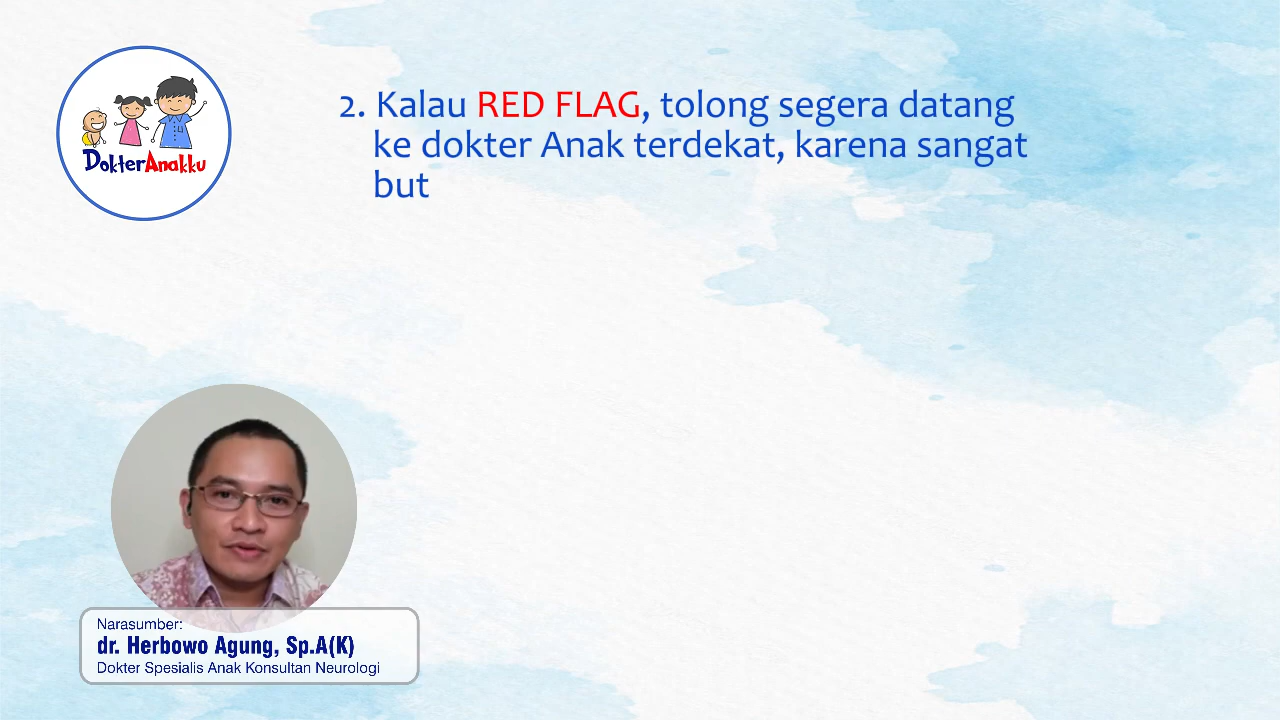 DokterAnakku
2. Kalau RED FLAG, tolong segera datang
ke dokter Anak terdekat, karena sangat
but
Narasumber:
dr. Herbowo Agung, Sp.A(K)
Dokter Spesialis Anak Konsultan Neurologi